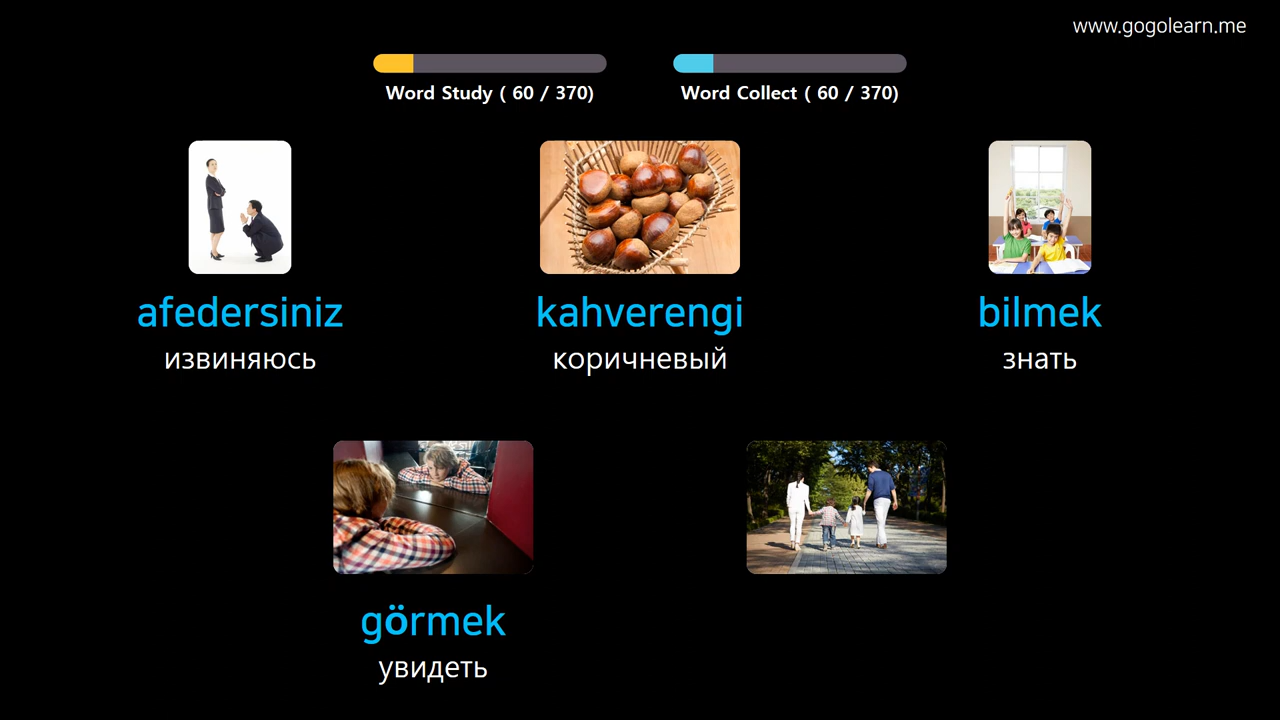 www.gogolearn.me
Word Study ( 60 / 370)
Word Collect ( 60 / 370)
afedersiniz
извиняюсь
kahverengi
коричневый
bilmek
знать
görmek
увидеть